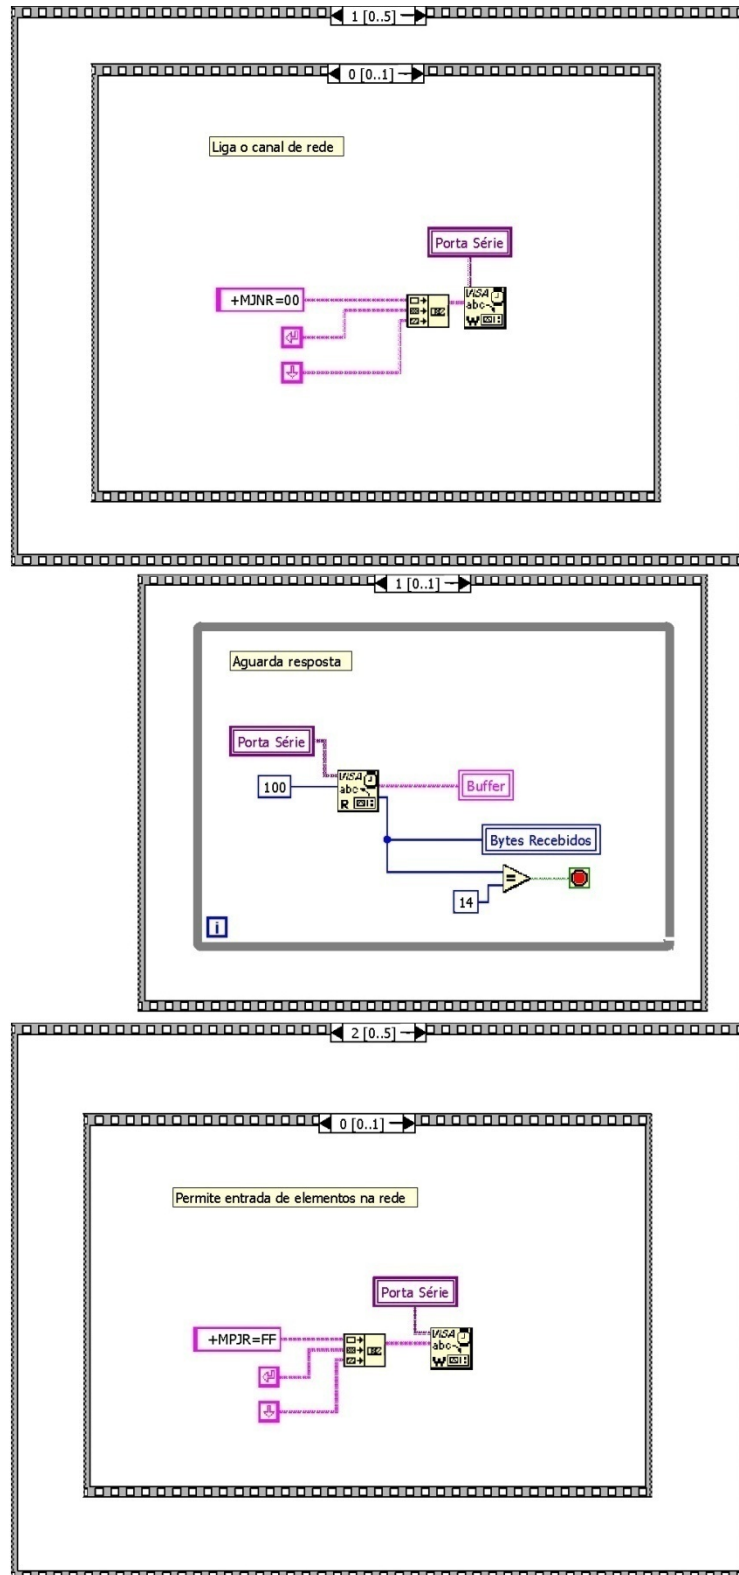 1 [0..5]
0 [0..1]
Liga o canal de rede
Porta Série
+MJNR=00
VISA
abc
W
1 [0..1]
Aguarda resposta
Porta Série
100
VISA
abc
R
Buffer
Bytes Recebidos
=
14
i
2 [0..5]
0 [0..1]
Permite entrada de elementos na rede
Porta Série
+MPJR=FF
VISA
abc
W